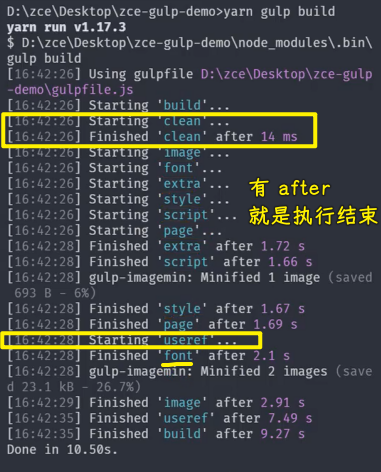 D:\zce\Desktop\zce-gulp-demo>yarn gulp build
yarn run v1.17.3
$ D:\zce\Desktop\zce-gulp-demo\node_modules\.bin\
gulp build
[16:42:26] Using gulpfile D:\zce\Desktop\zce-gulp
-demo\gulpfile.js
[16:42:26] Starting 'build'...
[16:42:26] Starting 'clean'...
[16:42:26] Finished 'clean' after 14 ms
[16:42:26] Starting 'image'...
[16:42:26] Starting 'font'...
[16:42:26] Starting 'extra'...
[16:42:26] Starting 'style'...
[16:42:26] Starting 'script'...
[16:42:26] Starting 'page'...
有 after
就是执行结束
[16:42:28] Finished 'extra' after 1.72 s
[16:42:28] Finished 'script' after 1.66 s
[16:42:28] gulp-imagemin: Minified 1 image (saved
693 B - 6%)
[16:42:28] Finished 'style' after 1.67 s
[16:42:28] Finished 'page' after 1.69 s
[16:42:28] Starting 'useref'...
[16:42:28] Finished 'font' after 2.1 s
[16:42:28] gulp-imagemin: Minified 2 images (save
d 23.1 kB - 26.7%)
[16:42:29] Finished 'image' after 2.91 s
[16:42:35] Finished 'useref' after 7.49 s
[16:42:35] Finished 'build' after 9.27 s
Done in 10.50s.